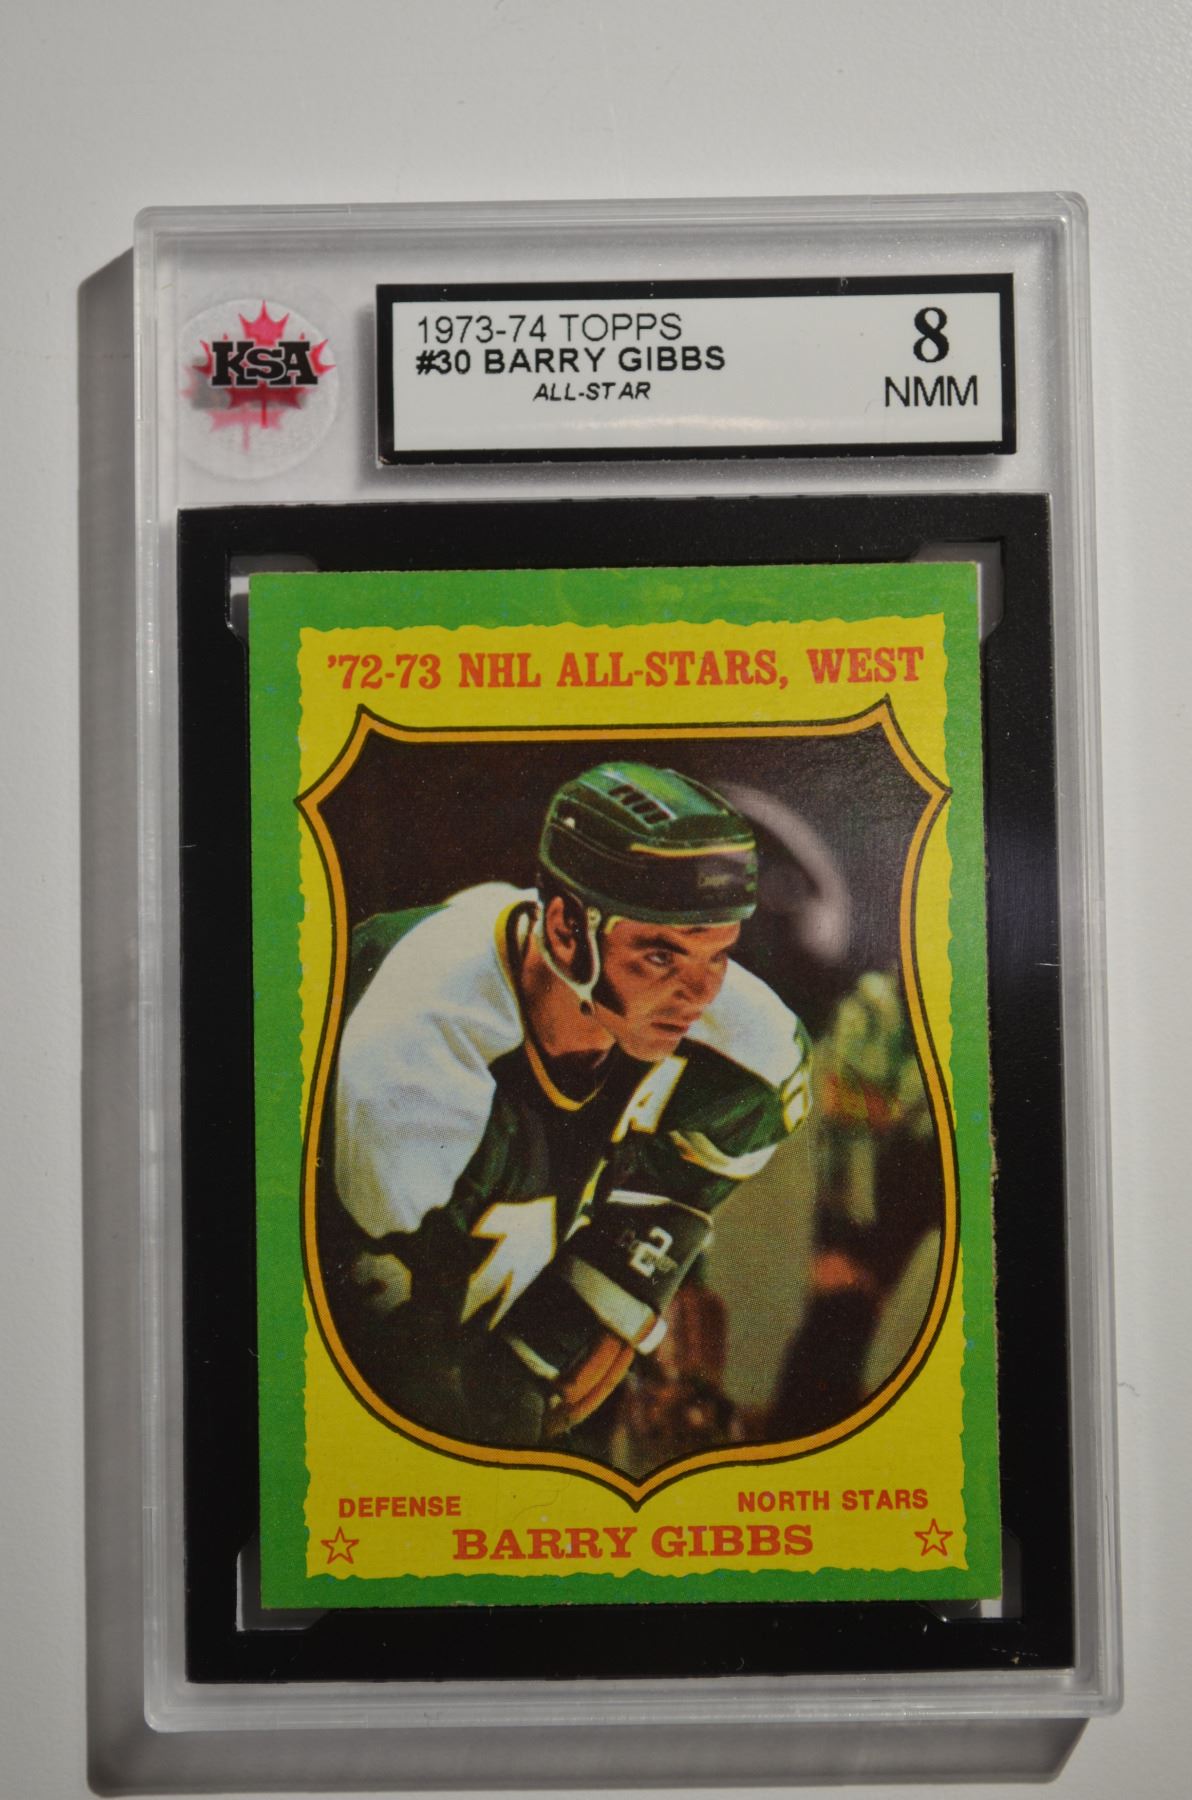 KSA
1973-74 TOPPS
#30 BARRY GIBBS
ALL-STAR
8
NMM
'72-73 NHL ALL-STARS, WEST
A
2
DEFENSE
NORTH STARS
BARRY GIBBS